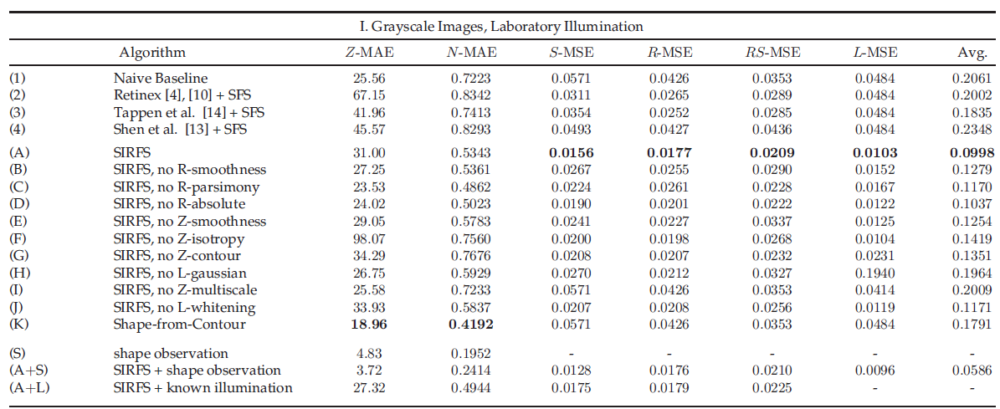 I. Grayscale Images, Laboratory Illumination
Algorithm Z-MAE N-MAE S-MSE R-MSE RS-MSE L-MSE Avg.
(1) Naive Baseline 25.56 0.7223 0.0571 0.0426 0.0353 0.0484 0.2061
(2) Retinex [4], [10] + SFS 67.15 0.8342 0.0311 0.0265 0.0289 0.0484 0.2002
(3) Tappen et al. [14] + SFS 41.96 0.7413 0.0354 0.0252 0.0285 0.0484 0.1835
(4) Shen et al. [13] + SFS 45.57 0.8293 0.0493 0.0427 0.0436 0.0484 0.2348
(A) SIRFS 31.00 0.5343 0.0156 0.0177 0.0209 0.0103 0.0998
(B) SIRFS, no R-smoothness 27.25 0.5361 0.0267 0.0255 0.0290 0.0152 0.1279
(C) SIRFS, no R-parsimony 23.53 0.4862 0.0224 0.0261 0.0228 0.0167 0.1170
(D) SIRFS, no R-absolute 24.02 0.5023 0.0190 0.0201 0.0222 0.0122 0.1037
(E) SIRFS, no Z-smoothness 29.05 0.5783 0.0241 0.0227 0.0337 0.0125 0.1254
(F) SIRFS, no Z-isotropy 98.07 0.7560 0.0200 0.0198 0.0268 0.0104 0.1419
(G) SIRFS, no Z-contour 34.29 0.7676 0.0208 0.0207 0.0232 0.0231 0.1351
(H) SIRFS, no L-gaussian 26.75 0.5929 0.0270 0.0212 0.0327 0.1940 0.1964
(I) SIRFS, no Z-multiscale 25.58 0.7233 0.0571 0.0426 0.0353 0.0414 0.2009
(J) SIRFS, no L-whitening 33.93 0.5837 0.0207 0.0208 0.0256 0.0119 0.1171
(K) Shape-from-Contour 18.96 0.4192 0.0571 0.0426 0.0353 0.0484 0.1791
(S) shape observation 4.83 0.1952 - - - - -
(A+S) SIRFS + shape observation 3.72 0.2414 0.0128 0.0176 0.0210 0.0096 0.0586
(A+L) SIRFS + known illumination 27.32 0.4944 0.0175 0.0179 0.0225 - -